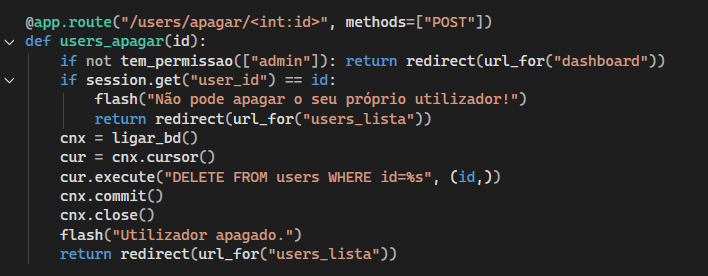 @app.route("/users/apagar/<int:id>", methods=["POST"])
def users_apagar(id):
    if not tem_permissao(["admin"]): return redirect(url_for("dashboard"))
    if session.get("user_id") == id:
        flash("Não pode apagar o seu próprio utilizador!")
        return redirect(url_for("users_lista"))
    cnx = ligar_bd()
    cur = cnx.cursor()
    cur.execute("DELETE FROM users WHERE id=%s", (id,))
    cnx.commit()
    cnx.close()
    flash("Utilizador apagado.")
    return redirect(url_for("users_lista"))